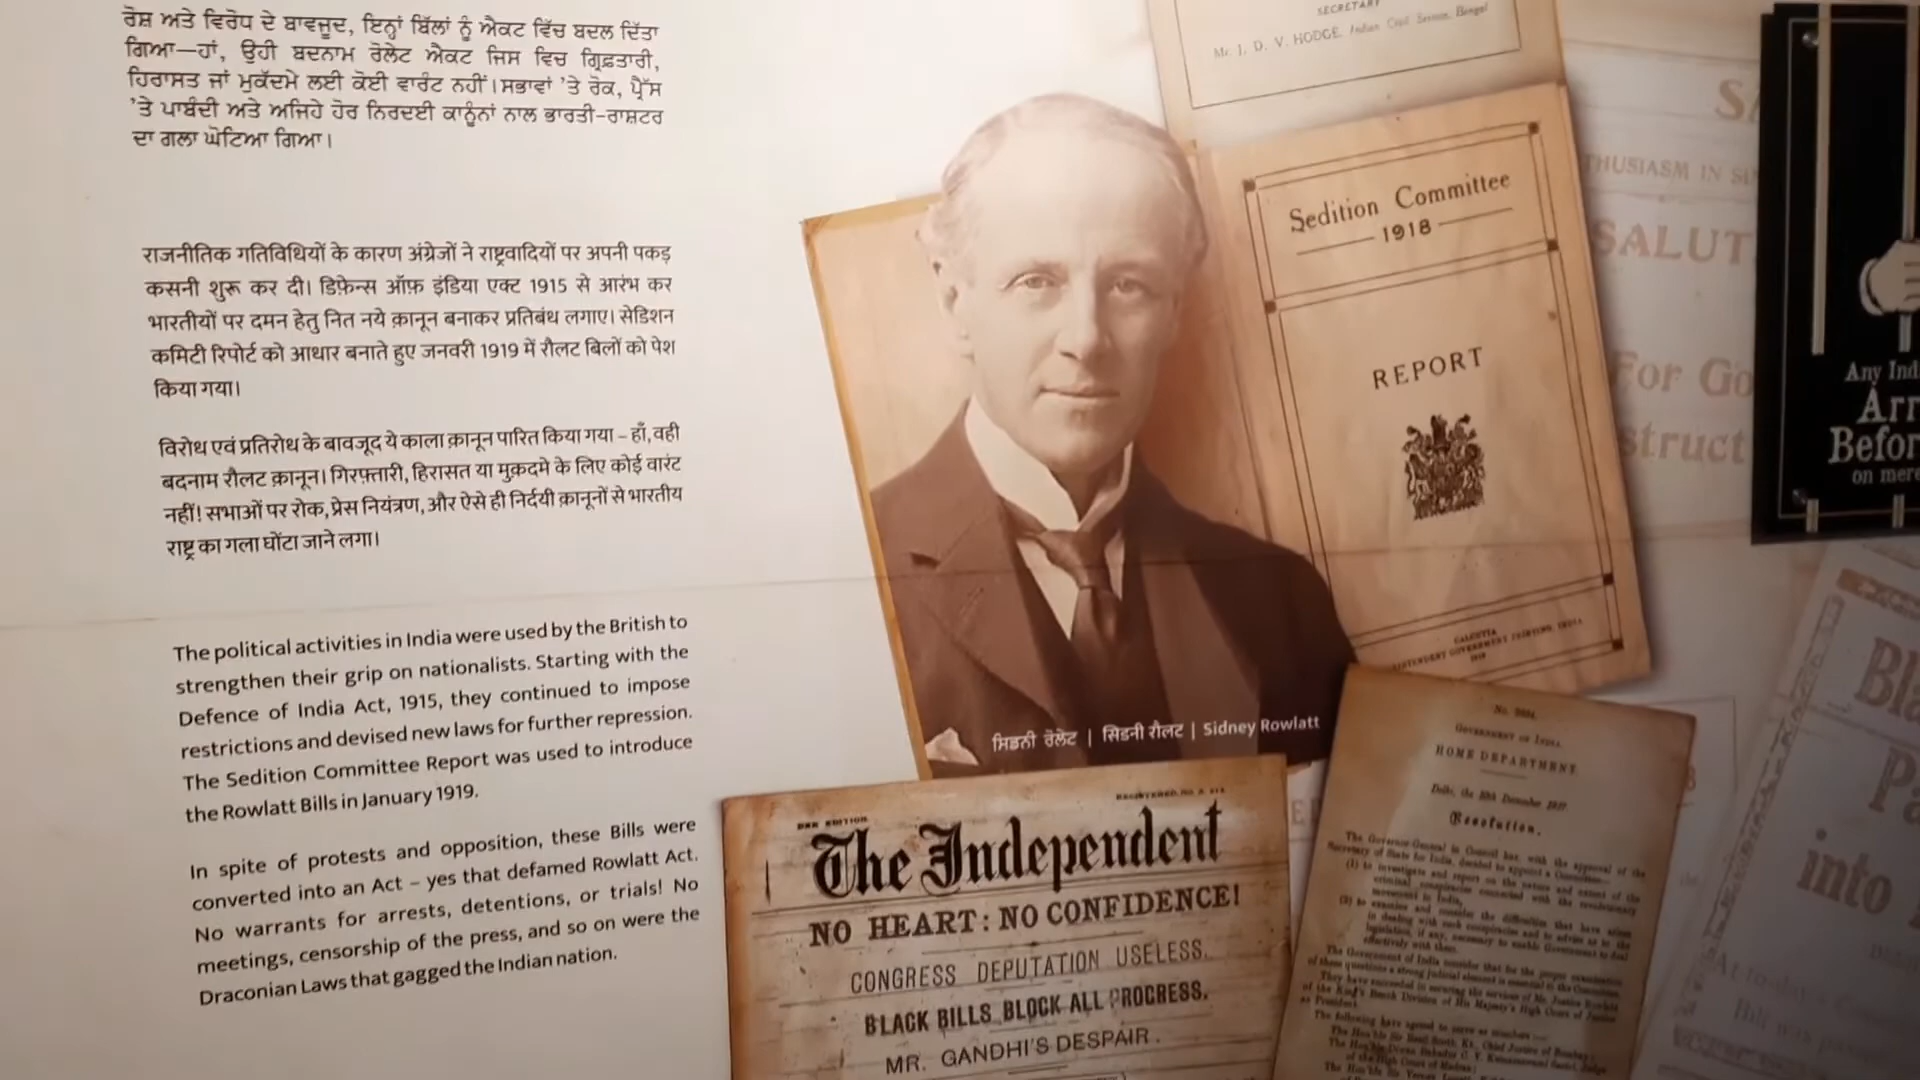 ਰੋਸ਼ ਅਤੇ ਵਿਰੋਧ ਦੇ ਬਾਵਜੂਦ, ਇਨ੍ਹਾਂ ਬਿੱਲਾਂ ਨੂੰ ਐਕਟ ਵਿੱਚ ਬਦਲ ਦਿੱਤਾ
ਗਿਆ—ਹਾਂ, ਉਹੀ ਬਦਨਾਮ ਰੋਲੇਟ ਐਕਟ ਜਿਸ ਵਿਚ ਗ੍ਰਿਫ਼ਤਾਰੀ,
ਹਿਰਾਸਤ ਜਾਂ ਮੁਕੱਦਮੇ ਲਈ ਕੋਈ ਵਾਰੰਟ ਨਹੀਂ। ਸਭਾਵਾਂ ’ਤੇ ਰੋਕ, ਪ੍ਰੈੱਸ
’ਤੇ ਪਾਬੰਦੀ ਅਤੇ ਅਜਿਹੇ ਹੋਰ ਨਿਰਦਈ ਕਾਨੂੰਨਾਂ ਨਾਲ ਭਾਰਤੀ-ਰਾਸ਼ਟਰ
ਦਾ ਗਲਾ ਘੋਟਿਆ ਗਿਆ।
राजनीतिक गतिविधियों के कारण अंग्रेजों ने राष्ट्रवादियों पर अपनी पकड़
कसनी शुरू कर दी। डिफ़ेन्स ऑफ़ इंडिया एक्ट 1915 से आरंभ कर
भारतीयों पर दमन हेतु नित नये क़ानून बनाकर प्रतिबंध लगाए। सेडिशन
कमिटी रिपोर्ट को आधार बनाते हुए जनवरी 1919 में रौलट बिलों को पेश
किया गया।
विरोध एवं प्रतिरोध के बावजूद ये काला क़ानून पारित किया गया – हाँ, वही
बदनाम रौलट क़ानून। गिरफ़्तारी, हिरासत या मुक़दमे के लिए कोई वारंट
नहीं! सभाओं पर रोक, प्रेस नियंत्रण, और ऐसे ही निर्दयी क़ानूनों से भारतीय
राष्ट्र का गला घोंटा जाने लगा।
The political activities in India were used by the British to
strengthen their grip on nationalists. Starting with the
Defence of India Act, 1915, they continued to impose
restrictions and devised new laws for further repression.
The Sedition Committee Report was used to introduce
the Rowlatt Bills in January 1919.
In spite of protests and opposition, these Bills were
converted into an Act – yes that defamed Rowlatt Act.
No warrants for arrests, detentions, or trials! No
meetings, censorship of the press, and so on were the
Draconian Laws that gagged the Indian nation.
SECRETARY
Mr. J. D. V. HODGE, Indian Civil Service, Bengal
Sedition Committee
1918
REPORT
CALCUTTA
GOVERNMENT PRINTING, INDIA
ਸਿਡਨੀ ਰੋਲੇਟ | सिडनी रौलट | Sidney Rowlatt
The Independent
NO HEART: NO CONFIDENCE!
CONGRESS DEPUTATION USELESS.
BLACK BILLS BLOCK ALL PROGRESS.
MR. GANDHI'S DESPAIR.
GOVERNMENT OF INDIA.
HOME DEPARTMENT
Resolution.
SALUT
For Go
struct
Any Ind
Arr
Befor
on mere
Bla
Pa
into